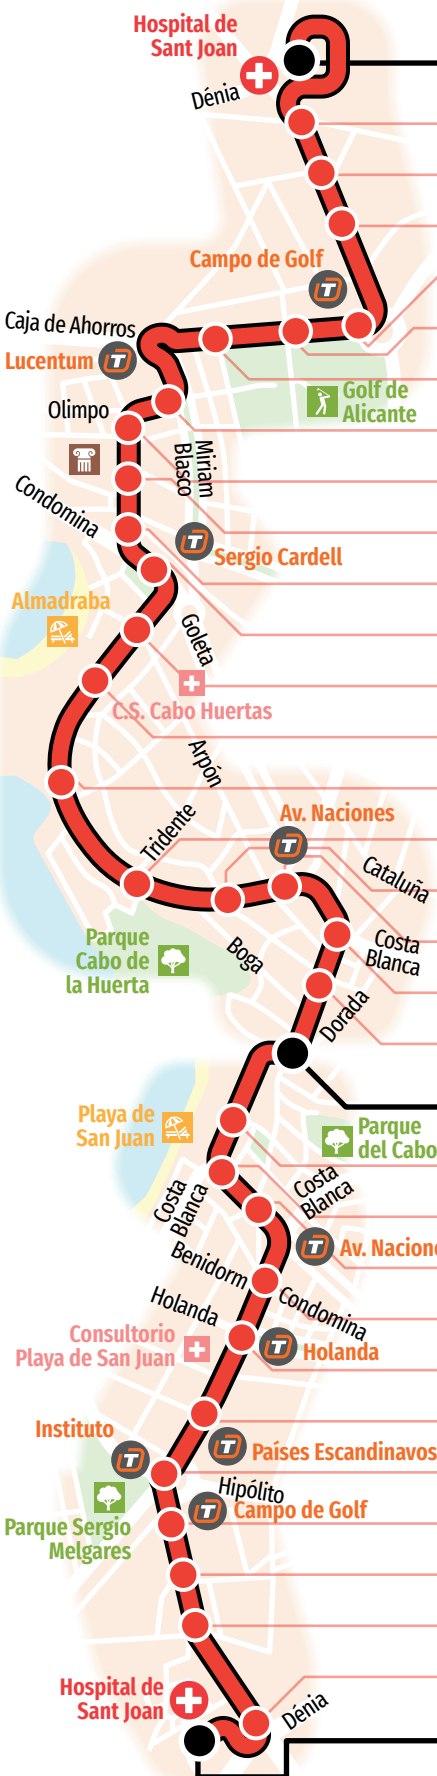 Hospital de
Sant Joan
Dénia
Campo de Golf
T
Caja de Ahorros
Lucentum
T
Golf de
Alicante
Olimpo
Miriam
Blasco
Condomina
T
Sergio Cardell
Almadraba
Goleta
C.S. Cabo Huertas
Arpón
Tridente
Av. Naciones
T
Cataluña
Parque
Cabo de
la Huerta
Boga
Costa
Blanca
Dorada
Playa de
San Juan
Parque
del Cabo
Costa
Blanca
Costa
Blanca
T
Av. Nacione
Benidorm
Condomina
Holanda
Consultorio
Playa de San Juan
T
Holanda
Instituto
T
T
Países Escandinavos
Hipólito
T
Campo de Golf
Parque Sergio
Melgares
Hospital de
Sant Joan
Dénia